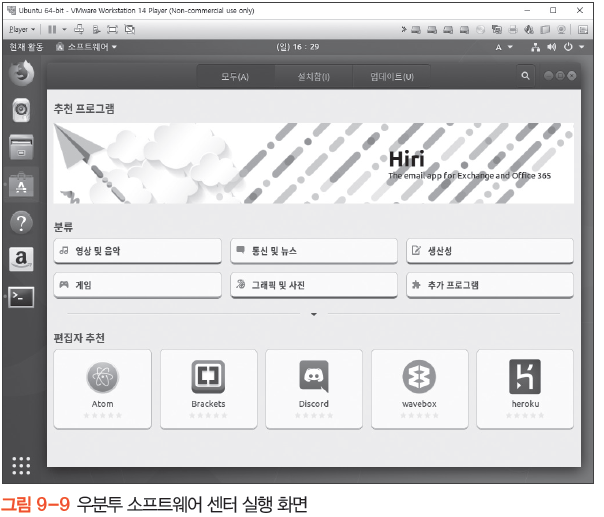 Ubuntu 64-bit - VMware Workstation 14 Player (Non-commercial use only)
Player
현재 활동 소프트웨어 (일) 16 : 29 A
모두(A) 설치함(I) 업데이트(U)
추천 프로그램
Hiri
The email app for Exchange and Office 365
분류
영상 및 음악 통신 및 뉴스 생산성
게임 그래픽 및 사진 추가 프로그램
편집자 추천
Atom Brackets Discord wavebox heroku
그림 9-9 우분투 소프트웨어 센터 실행 화면